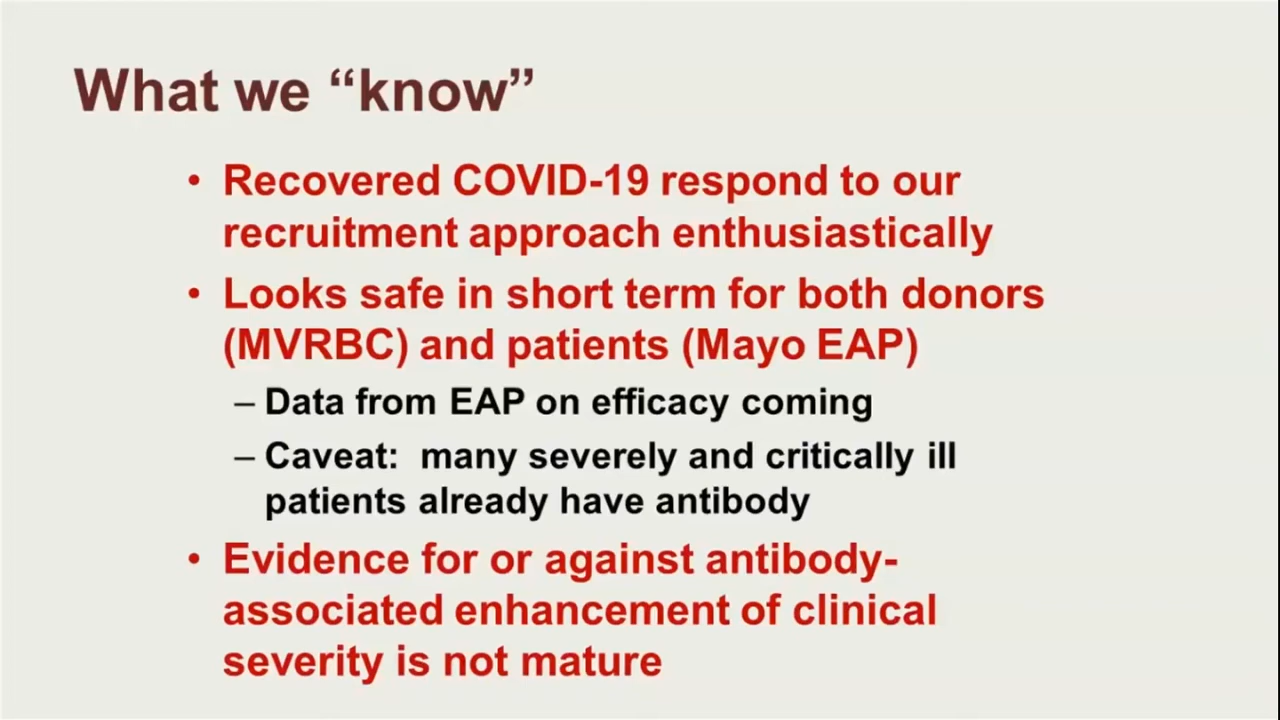 What we “know”
• Recovered COVID-19 respond to our
recruitment approach enthusiastically
• Looks safe in short term for both donors
(MVRBC) and patients (Mayo EAP)
– Data from EAP on efficacy coming
– Caveat:  many severely and critically ill
patients already have antibody
• Evidence for or against antibody-
associated enhancement of clinical
severity is not mature